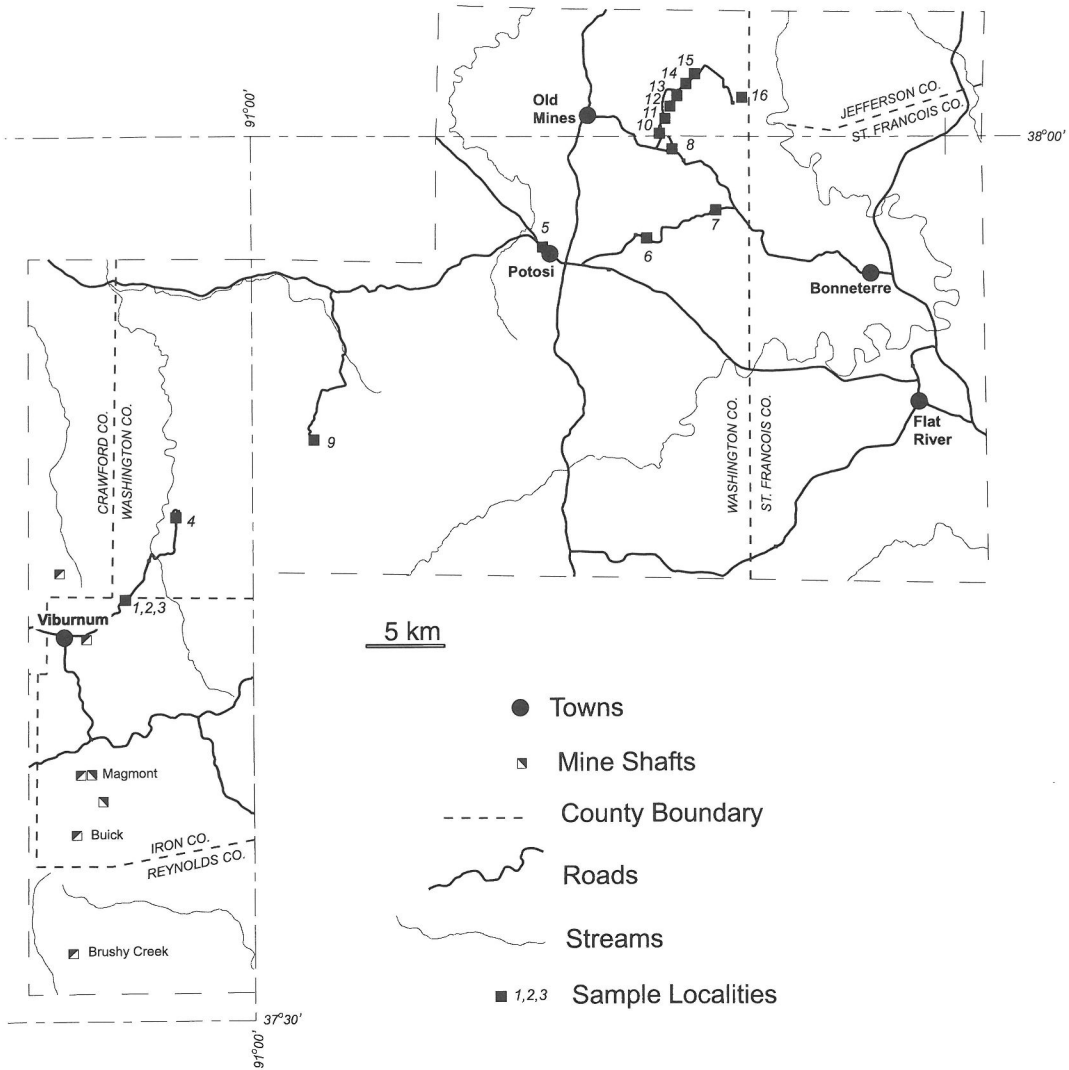 15
14
13
12
11
10
16
8
Old
Mines
91°00'
JEFFERSON CO.
ST. FRANCOIS CO.
38°00'
5
Potosi
6
7
Bonneterre
CRAWFORD CO.
WASHINGTON CO.
9
WASHINGTON CO.
ST. FRANCOIS CO.
Flat
River
4
1,2,3
Viburnum
5 km
Towns
Magmont
Mine Shafts
Buick
County Boundary
IRON CO.
REYNOLDS CO.
Roads
Streams
Brushy Creek
1,2,3 Sample Localities
37°30'
91°00'